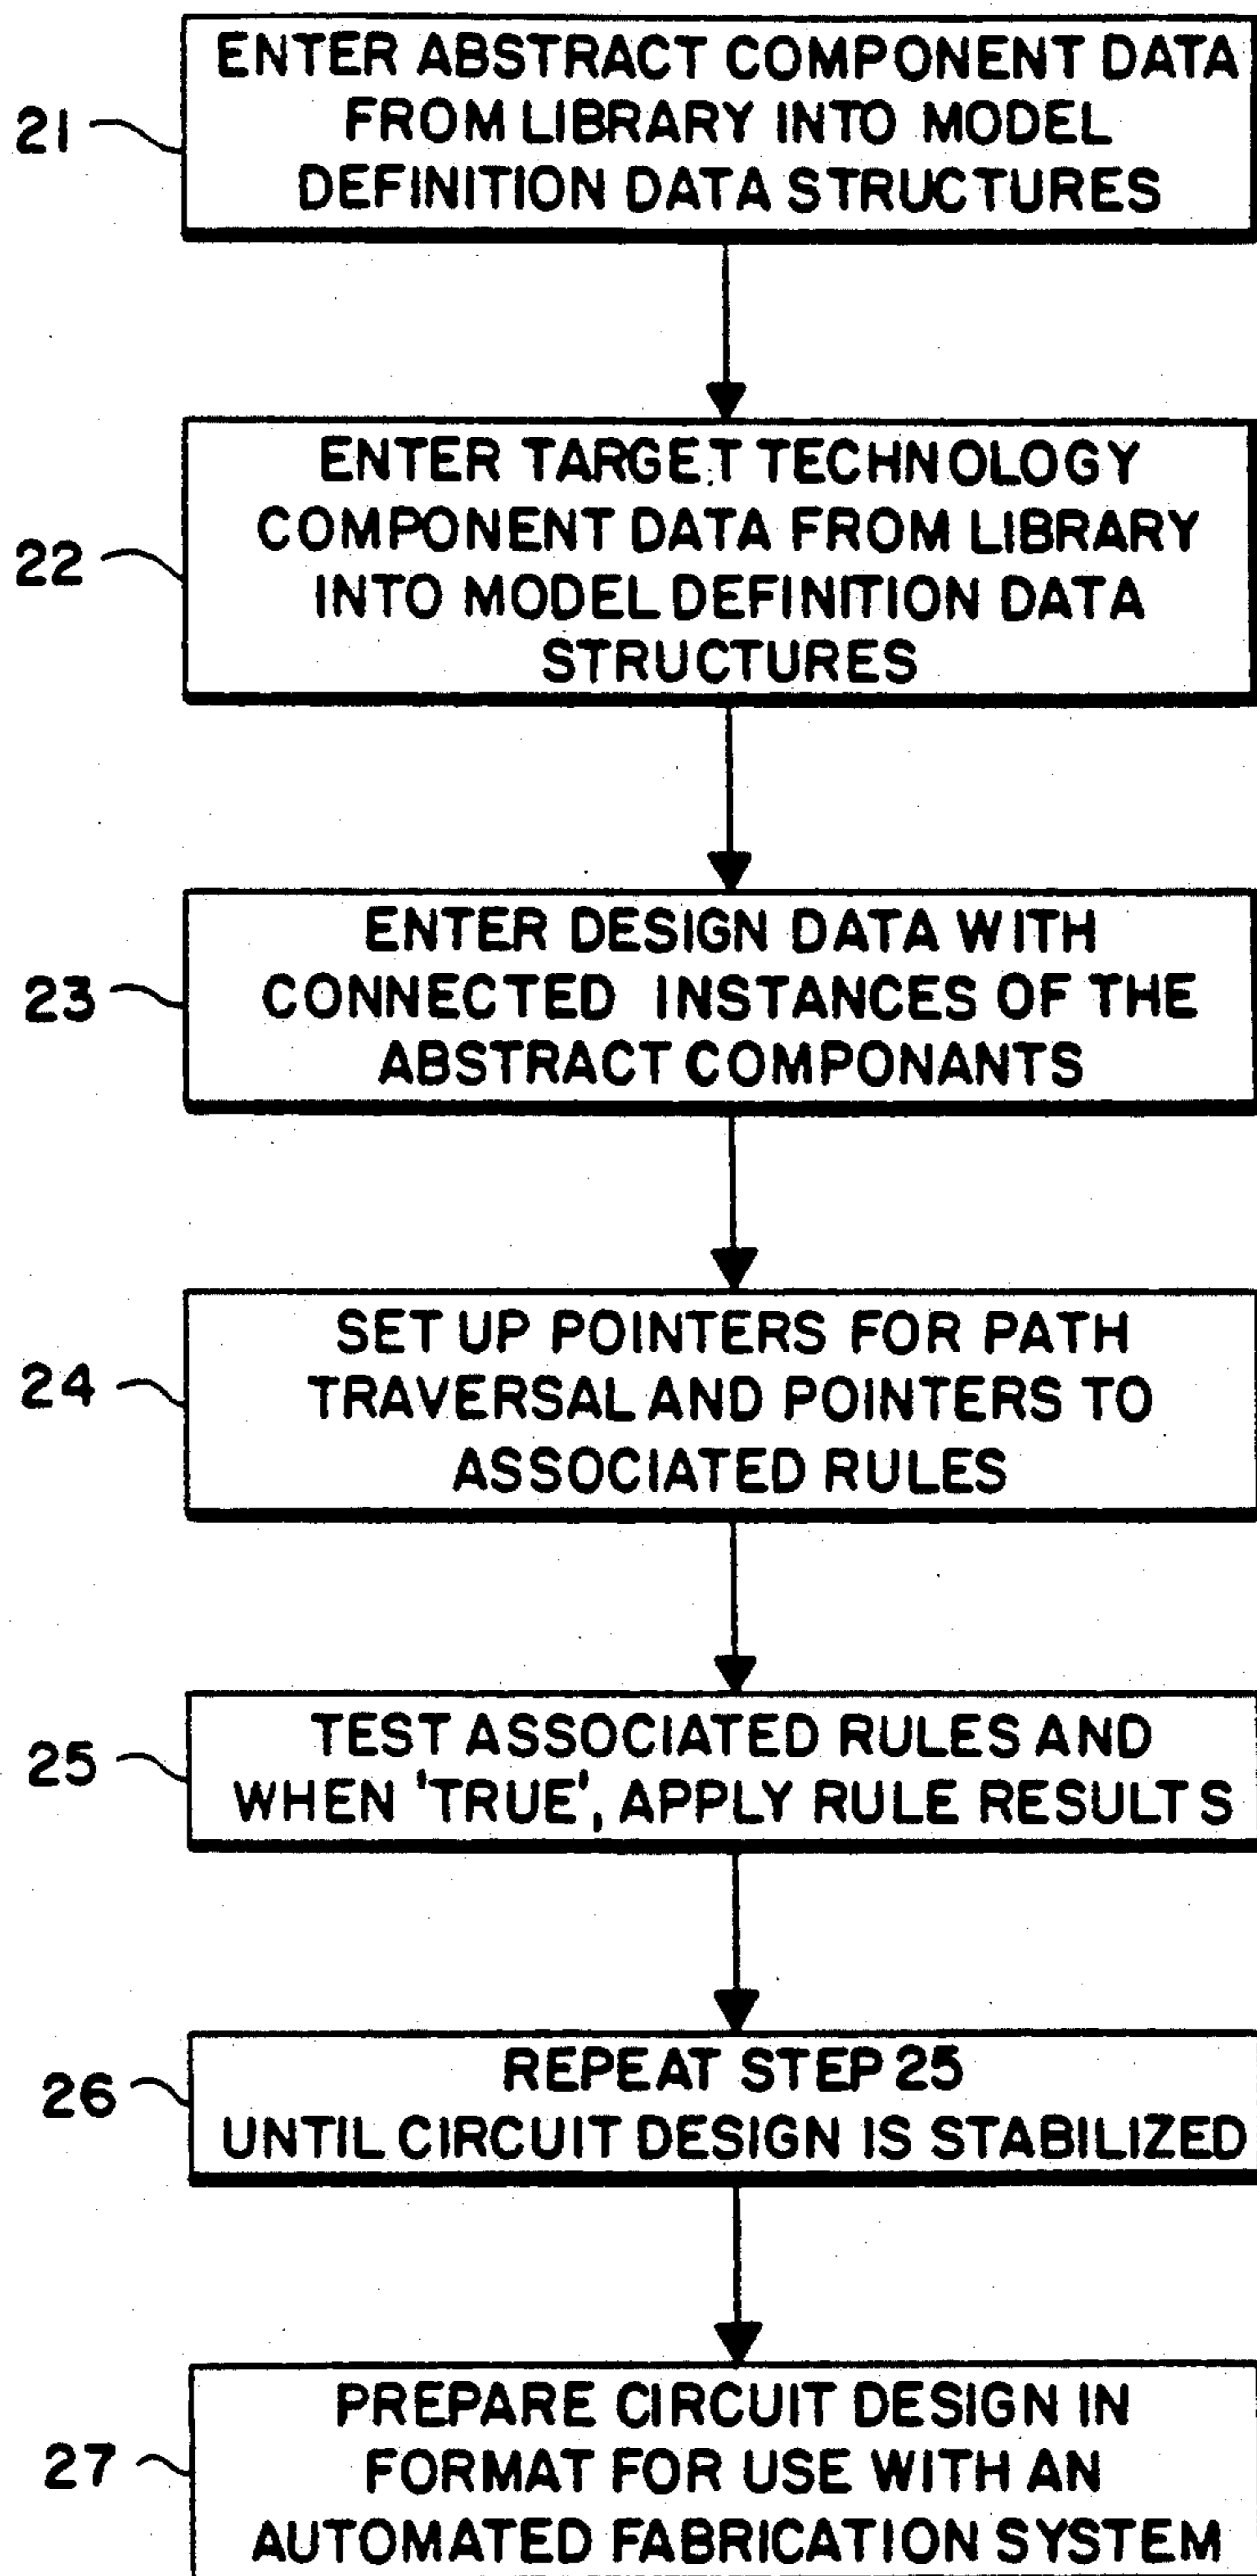 21
ENTER ABSTRACT COMPONENT DATA
FROM LIBRARY INTO MODEL
DEFINITION DATA STRUCTURES
22
ENTER TARGET TECHNOLOGY
COMPONENT DATA FROM LIBRARY
INTO MODEL DEFINITION DATA
STRUCTURES
23
ENTER DESIGN DATA WITH
CONNECTED INSTANCES OF THE
ABSTRACT COMPONANTS
24
SET UP POINTERS FOR PATH
TRAVERSAL AND POINTERS TO
ASSOCIATED RULES
25
TEST ASSOCIATED RULES AND
WHEN 'TRUE', APPLY RULE RESULTS
26
REPEAT STEP 25
UNTIL CIRCUIT DESIGN IS STABILIZED
27
PREPARE CIRCUIT DESIGN IN
FORMAT FOR USE WITH AN
AUTOMATED FABRICATION SYSTEM